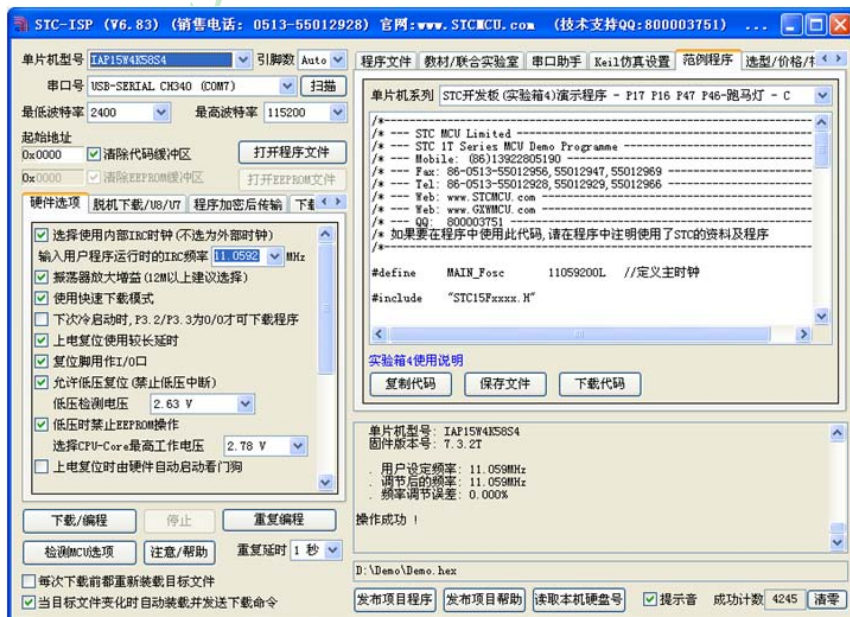 STC-ISP (V6.83) (销售电话: 0513-55012928) 官网:www.STCMCU.com (技术支持QQ:800003751) ...
单片机型号 IAP15W4K58S4 引脚数 Auto
串口号 USB-SERIAL CH340 (COM7) 扫描
最低波特率 2400 最高波特率 115200
起始地址
0x0000 清除代码缓冲区 打开程序文件
0x0000 清除EEPROM缓冲区 打开EEPROM文件
硬件选项 脱机下载/U8/U7 程序加密后传输
选择使用内部IRC时钟(不选为外部时钟)
输入用户程序运行时的IRC频率 11.0592 MHz
振荡器放大增益(12M以上建议选择)
使用快速下载模式
下次冷启动时,P3.2/P3.3为0/0才可下载程序
上电复位使用较长延时
复位脚用作I/O口
允许低压复位(禁止低压中断)
低压检测电压 2.63 V
低压时禁止EEPROM操作
选择CPU-Core最高工作电压 2.78 V
上电复位时由硬件自动启动看门狗
下载/编程 停止 重复编程
检测MCU选项 注意/帮助 重复延时 1 秒
每次下载前都重新装载目标文件
当目标文件变化时自动装载并发送下载命令
程序文件 教材/联合实验室 串口助手 Keil仿真设置 范例程序 选型/价格/
单片机系列 STC开发板(实验箱4)演示程序 - P17 P16 P47 P46-跑马灯 - C
/*------------------------------------------------------------
/* --- STC MCU Limited ------------------------------------
/* --- STC 1T Series MCU Demo Programme -------------------
/* --- Mobile: (86)13922805190 ----------------------------
/* --- Fax: 86-0513-55012956,55012947,55012969 ------------
/* --- Tel: 86-0513-55012928,55012929,55012966 ------------
/* --- Web: www.STCMCU.com --------------------------------
/* --- Web: www.GXWMCU.com --------------------------------
/* --- QQ: 800003751 --------------------------------------
/* 如果要在程序中使用此代码,请在程序中注明使用了STC的资料及程序
/*------------------------------------------------------------
#define MAIN_Fosc 11059200L //定义主时钟
#include "STC15Fxxxx.H"
实验箱4使用说明
复制代码 保存文件 下载代码
单片机型号: IAP15W4K58S4
固件版本号: 7.3.2T
. 用户设定频率: 11.059MHz
. 调节后的频率: 11.059MHz
. 频率调节误差: 0.000%
操作成功 !
D:\Demo\Demo.hex
发布项目程序 发布项目帮助 读取本机硬盘号 提示音 成功计数 4245 清零